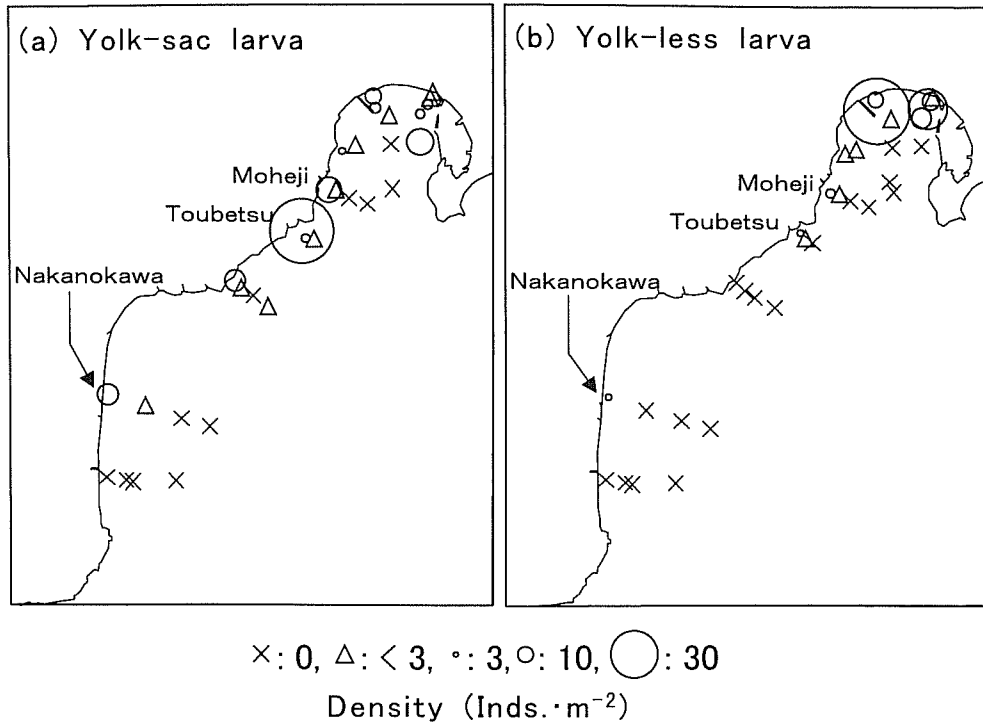 (a) Yolk-sac larva
Moheji
Toubetsu
Nakanokawa
(b) Yolk-less larva
Moheji
Toubetsu
Nakanokawa
×: 0, △: < 3, ∘: 3, ○: 10, ◯: 30
Density (Inds.·m⁻²)